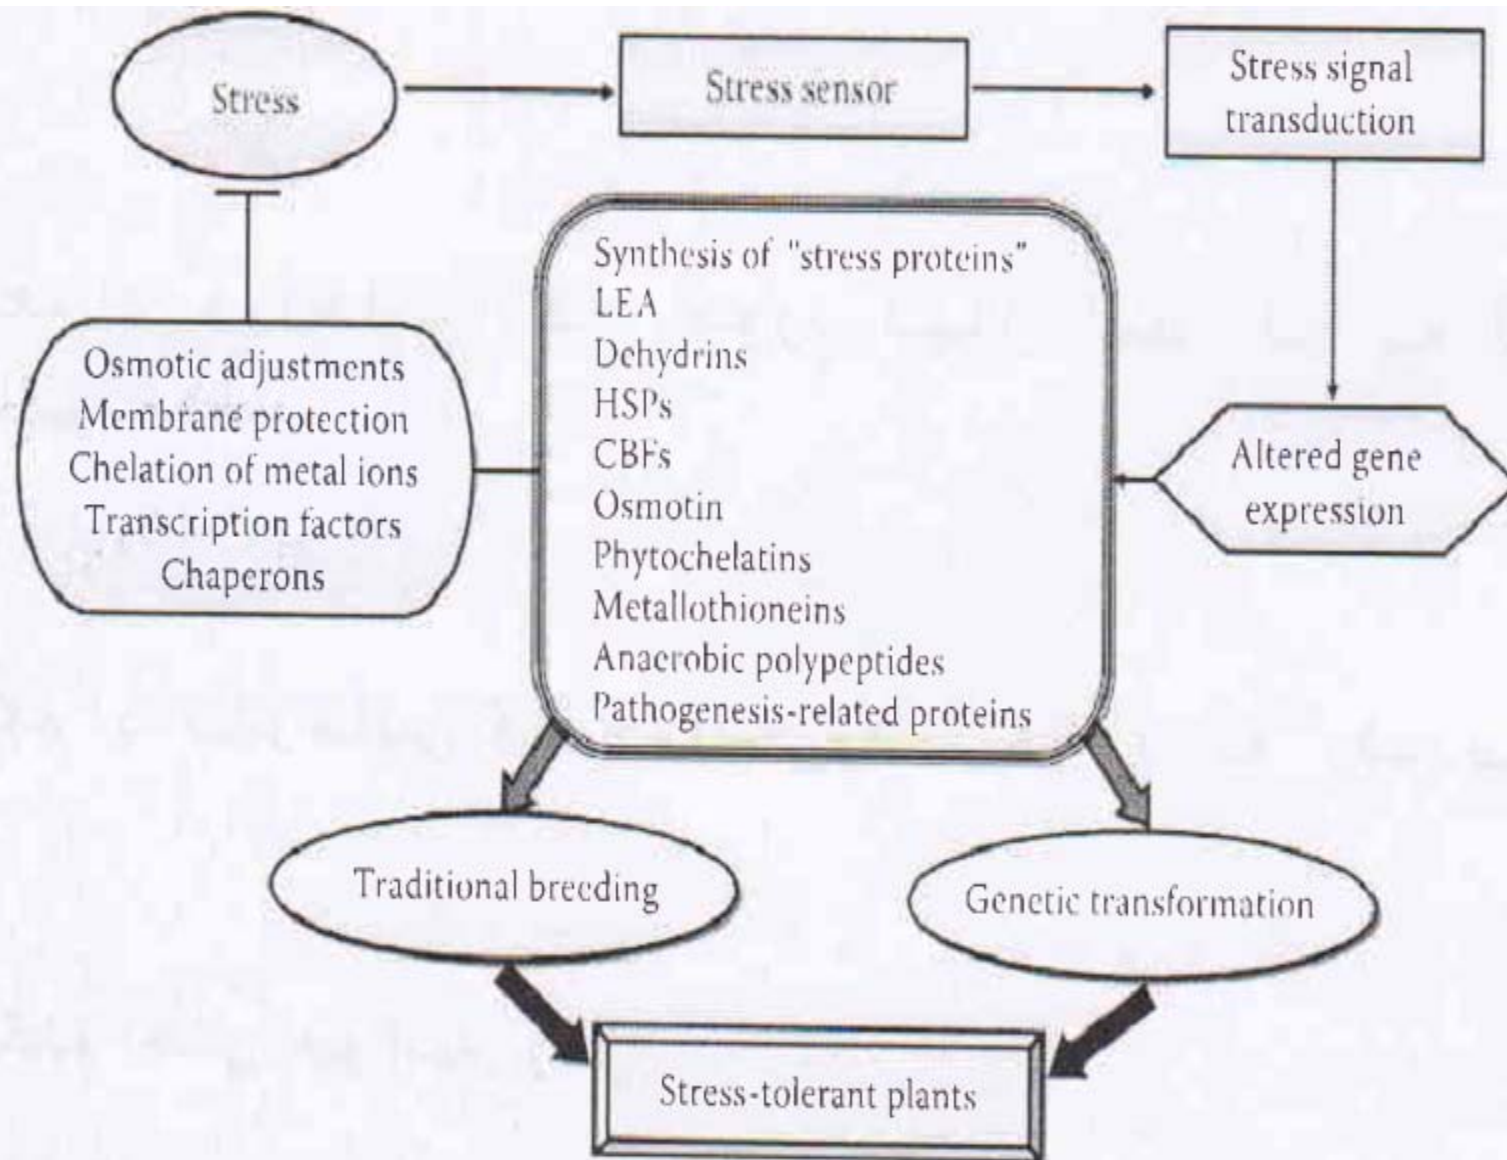 Stress
Stress sensor
Stress signal
transduction
Synthesis of "stress proteins"
LEA
Dehydrins
HSPs
CBFs
Osmotin
Phytochelatins
Metallothioneins
Anaerobic polypeptides
Pathogenesis-related proteins
Osmotic adjustments
Membrane protection
Chelation of metal ions
Transcription factors
Chaperons
Altered gene
expression
Traditional breeding
Genetic transformation
Stress-tolerant plants